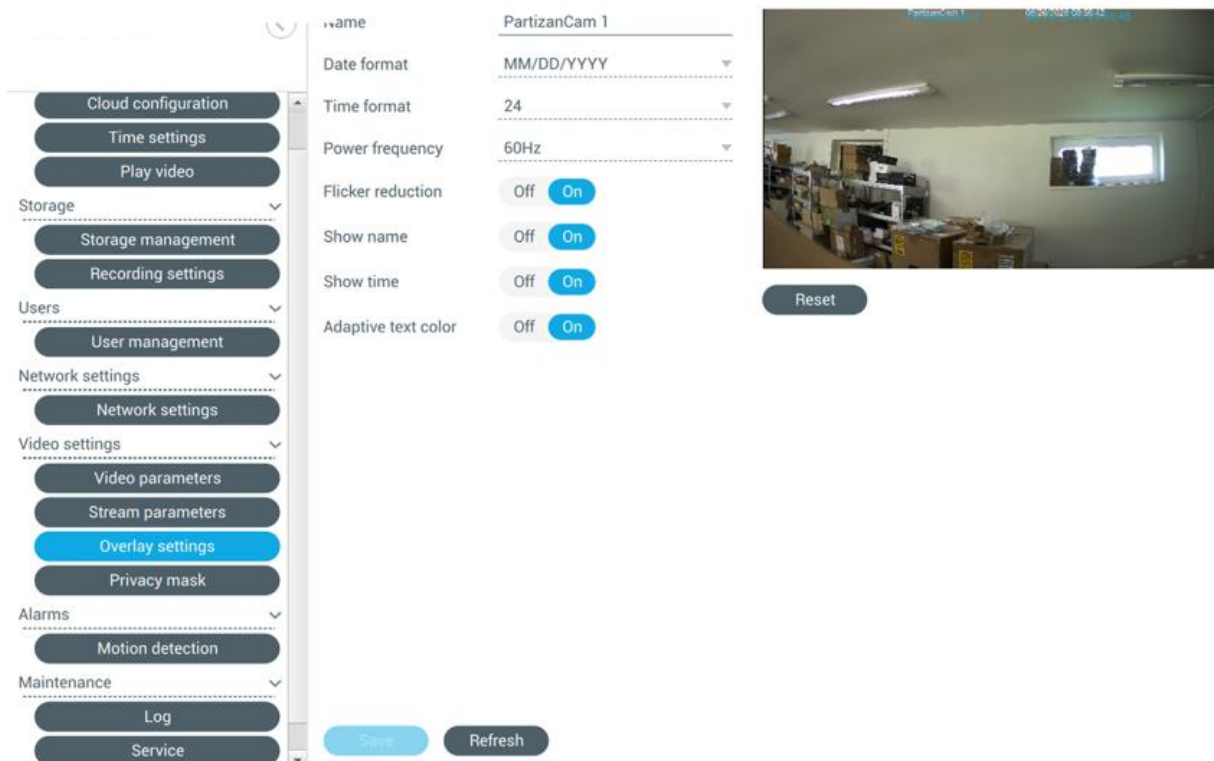 Name
PartizanCam 1
Date format
MM/DD/YYYY
Time format
24
Power frequency
60Hz
Flicker reduction
Off On
Show name
Off On
Show time
Off On
Adaptive text color
Off On
Cloud configuration
Time settings
Play video
Storage
Storage management
Recording settings
Users
User management
Network settings
Network settings
Video settings
Video parameters
Stream parameters
Overlay settings
Privacy mask
Alarms
Motion detection
Maintenance
Log
Service
Save
Refresh
PartizanCam 1
Reset